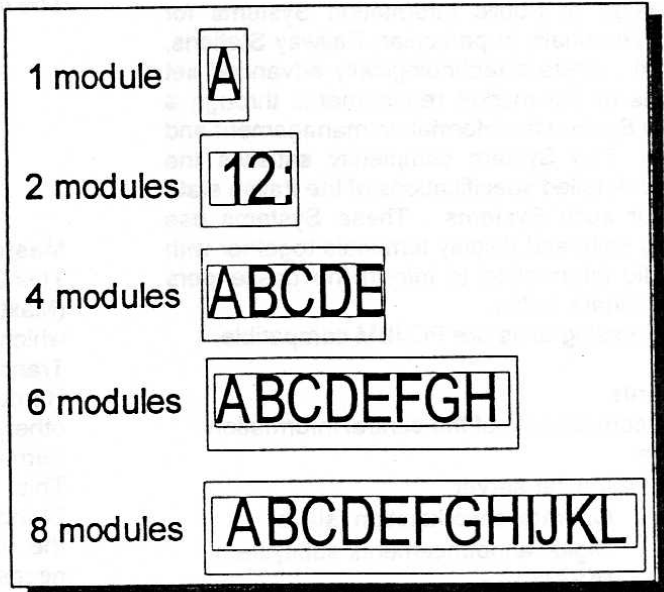 1 module A
2 modules 12:
4 modules ABCDE
6 modules ABCDEFGH
8 modules ABCDEFGHIJKL